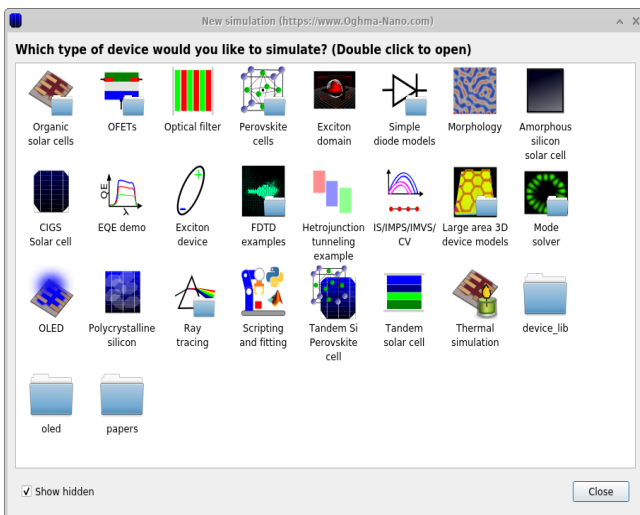 New simulation (https://www.Oghma-Nano.com)
Which type of device would you like to simulate? (Double click to open)
Organic
solar cells
OFETs
Optical filter
Perovskite
cells
Exciton
domain
Simple
diode models
Morphology
Amorphous
silicon
solar cell
CIGS
Solar cell
QE
λ
EQE demo
+
−
Exciton
device
FDTD
examples
Hetrojunction
tunneling
example
IS/IMPS/IMVS/
CV
Large area 3D
device models
Mode
solver
OLED
Polycrystalline
silicon
Ray
tracing
Scripting
and fitting
Tandem Si
Perovskite
cell
Tandem
solar cell
Thermal
simulation
device_lib
oled
papers
Show hidden
Close